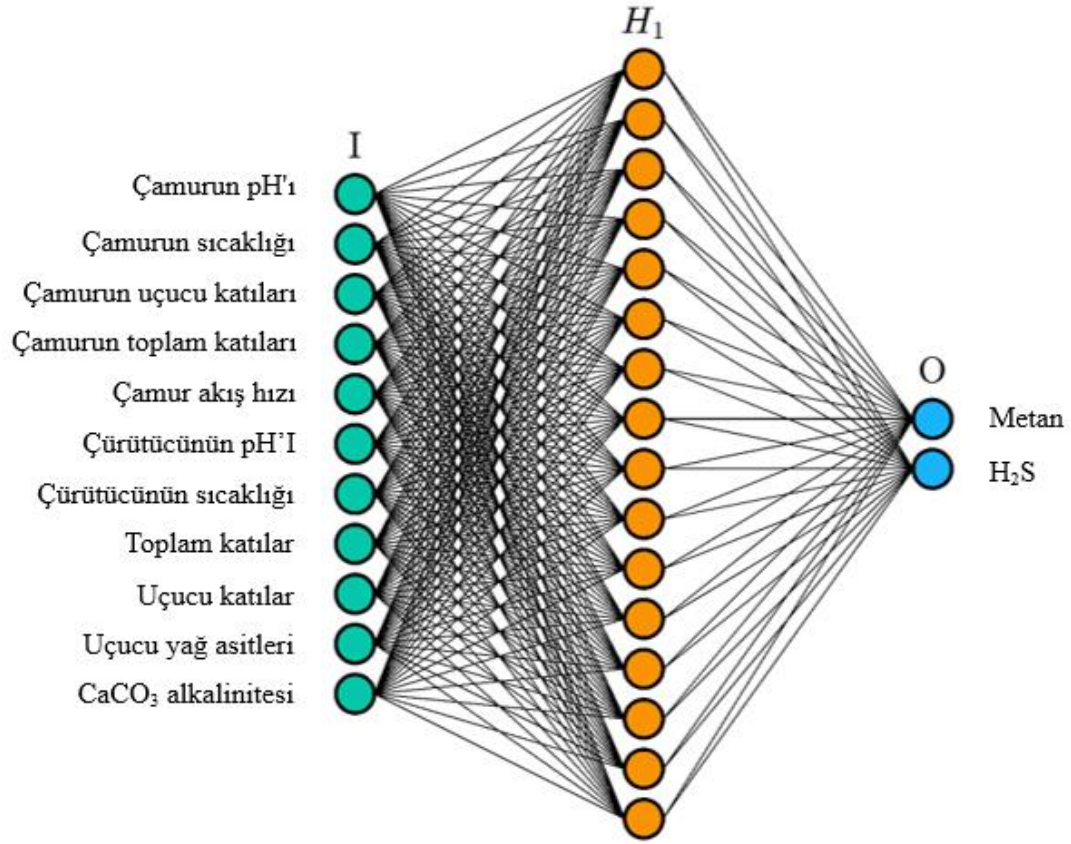 H₁
I
Çamurun pH'ı
Çamurun sıcaklığı
Çamurun uçucu katıları
Çamurun toplam katıları
Çamur akış hızı
Çürütücünün pH’I
Çürütücünün sıcaklığı
Toplam katılar
Uçucu katılar
Uçucu yağ asitleri
CaCO₃ alkalinitesi
O
Metan
H₂S